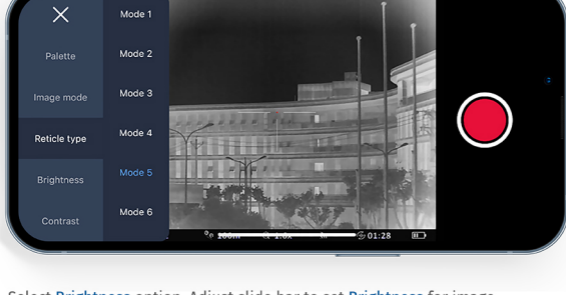 Mode 1
Palette
Mode 2
Image mode
Mode 3
Reticle type
Mode 4
Brightness
Mode 5
Contrast
Mode 6
01:28
Select Brightness option. Adjust slide bar to set Brightness for image